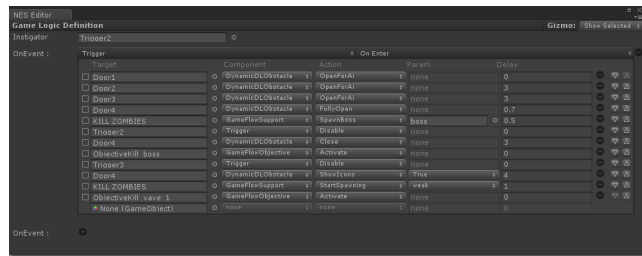 NES Editor
Game Logic Definition Gizmo: Show Selected
Instigator Trigger2
OnEvent : Trigger On Enter
Target Component Action Param Delay
Door1 DynamicDLObstacle OpenForAi none 0
Door2 DynamicDLObstacle OpenForAi none 3
Door3 DynamicDLObstacle OpenForAi none 3
Door4 DynamicDLObstacle FullyOpen none 0.7
KILL ZOMBIES GameFlowSupport SpawnBoss boss 0.5
Trigger2 Trigger Disable none 0
Door4 DynamicDLObstacle Close none 3
ObjectiveKill boss GameFlowObjective Activate none 0
Trigger3 Trigger Disable none 0
Door4 DynamicDLObstacle ShowIcons True 4
KILL ZOMBIES GameFlowSupport StartSpawning weak 1
ObjectiveKill vave 1 GameFlowObjective Activate none 0
None (GameObject) none none none 0
OnEvent :